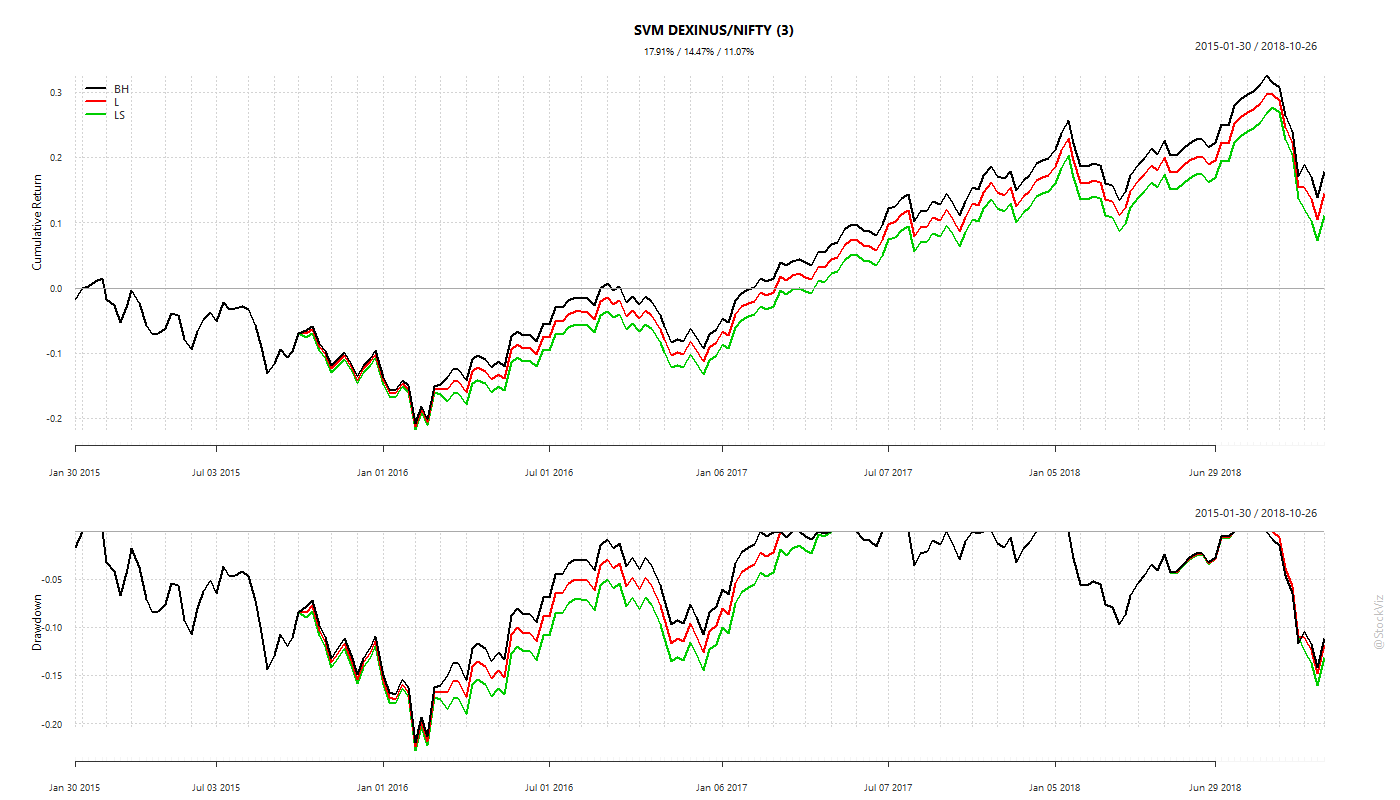 SVM DEXINUS/NIFTY (3)
17.91% / 14.47% / 11.07%
2015-01-30 / 2018-10-26
BH
L
LS
Cumulative Return
0.3
0.2
0.1
0.0
-0.1
-0.2
Jan 30 2015 Jul 03 2015 Jan 01 2016 Jul 01 2016 Jan 06 2017 Jul 07 2017 Jan 05 2018 Jun 29 2018
2015-01-30 / 2018-10-26
Drawdown
-0.05
-0.10
-0.15
-0.20
Jan 30 2015 Jul 03 2015 Jan 01 2016 Jul 01 2016 Jan 06 2017 Jul 07 2017 Jan 05 2018 Jun 29 2018
@StockViz